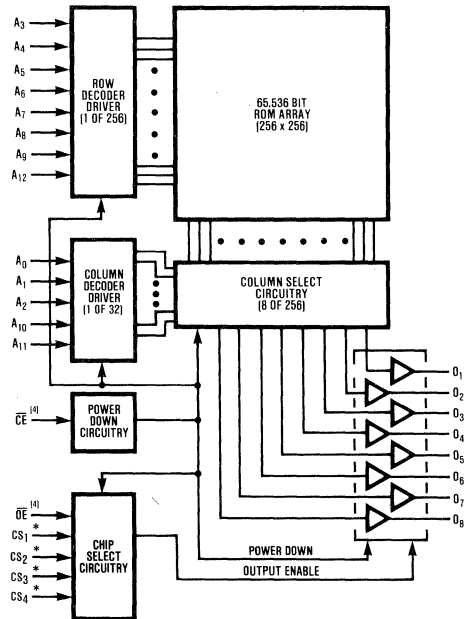 A3
A4
A5
A6
A7
A8
A9
A12
ROW
DECODER
DRIVER
(1 OF 256)
65,536 BIT
ROM ARRAY
(256 x 256)
A0
A1
A2
A10
A11
COLUMN
DECODER
DRIVER
(1 OF 32)
COLUMN SELECT
CIRCUITRY
(8 OF 256)
CE [4]
POWER
DOWN
CIRCUITRY
OE [4]
CS1 *
CS2 *
CS3 *
CS4 *
CHIP
SELECT
CIRCUITRY
O1
O2
O3
O4
O5
O6
O7
O8
POWER DOWN
OUTPUT ENABLE